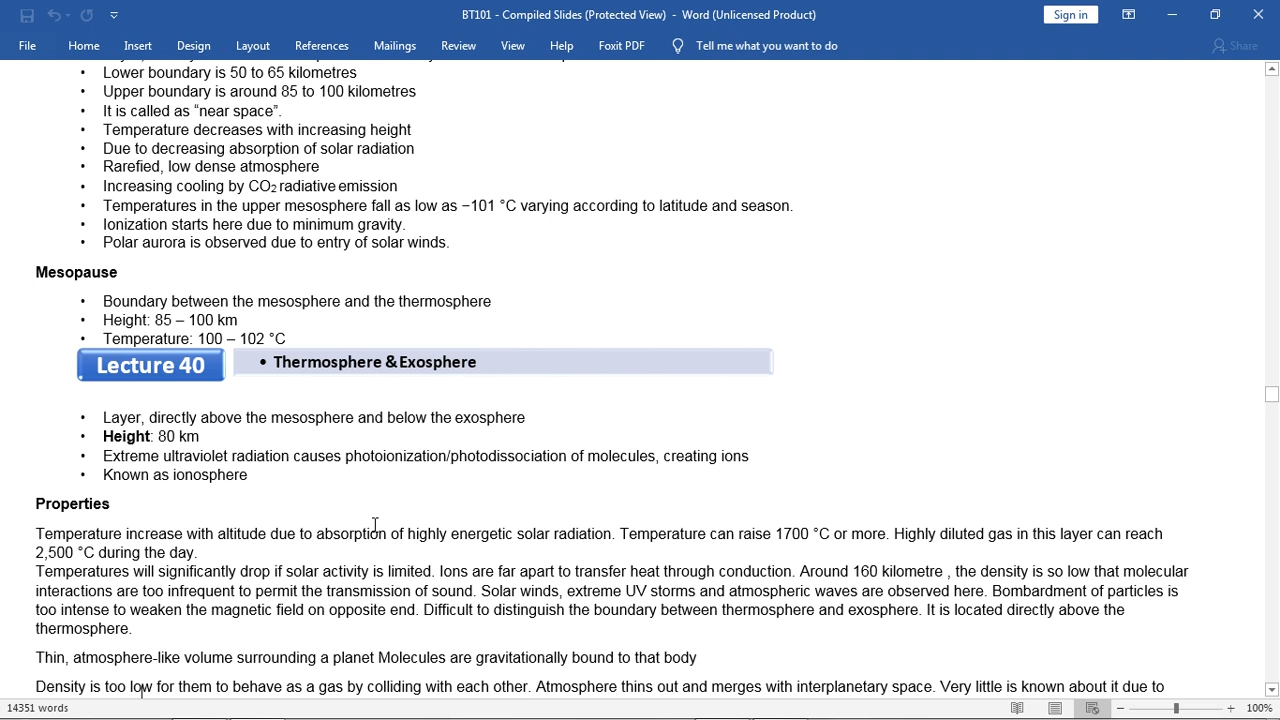 BT101 - Compiled Slides (Protected View) - Word (Unlicensed Product)
Sign in
File Home Insert Design Layout References Mailings Review View Help Foxit PDF Tell me what you want to do Share
• Lower boundary is 50 to 65 kilometres
• Upper boundary is around 85 to 100 kilometres
• It is called as “near space”.
• Temperature decreases with increasing height
• Due to decreasing absorption of solar radiation
• Rarefied, low dense atmosphere
• Increasing cooling by CO₂ radiative emission
• Temperatures in the upper mesosphere fall as low as −101 °C varying according to latitude and season.
• Ionization starts here due to minimum gravity.
• Polar aurora is observed due to entry of solar winds.
Mesopause
• Boundary between the mesosphere and the thermosphere
• Height: 85 – 100 km
• Temperature: 100 – 102 °C
Lecture 40 • Thermosphere & Exosphere
• Layer, directly above the mesosphere and below the exosphere
• Height: 80 km
• Extreme ultraviolet radiation causes photoionization/photodissociation of molecules, creating ions
• Known as ionosphere
Properties
Temperature increase with altitude due to absorption of highly energetic solar radiation. Temperature can raise 1700 °C or more. Highly diluted gas in this layer can reach
2,500 °C during the day.
Temperatures will significantly drop if solar activity is limited. Ions are far apart to transfer heat through conduction. Around 160 kilometre , the density is so low that molecular
interactions are too infrequent to permit the transmission of sound. Solar winds, extreme UV storms and atmospheric waves are observed here. Bombardment of particles is
too intense to weaken the magnetic field on opposite end. Difficult to distinguish the boundary between thermosphere and exosphere. It is located directly above the
thermosphere.
Thin, atmosphere-like volume surrounding a planet Molecules are gravitationally bound to that body
Density is too low for them to behave as a gas by colliding with each other. Atmosphere thins out and merges with interplanetary space. Very little is known about it due to
14351 words
100%